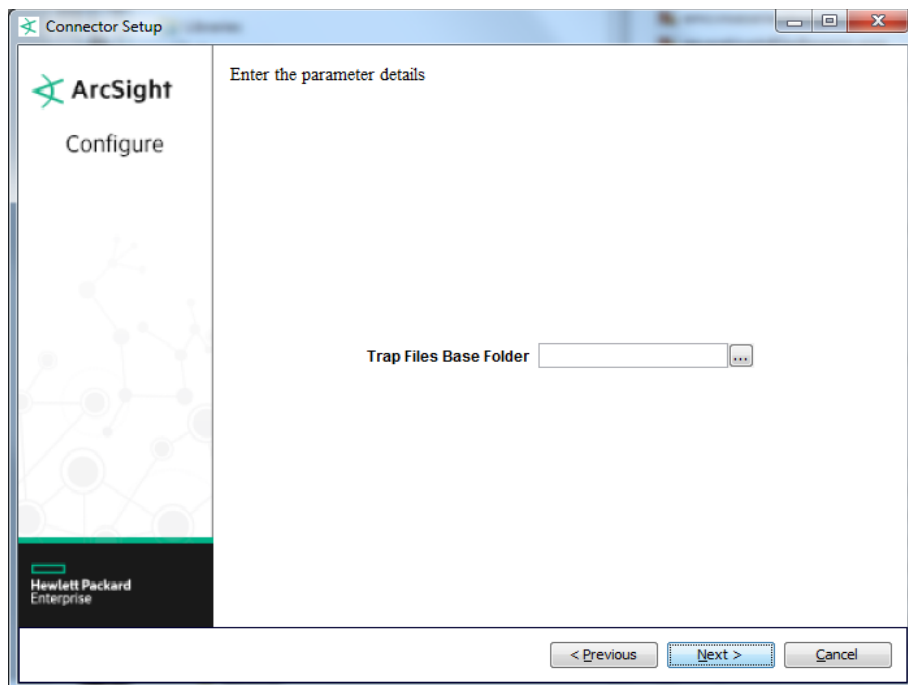 Connector Setup
ArcSight
Configure
Enter the parameter details
Trap Files Base Folder
...
Hewlett Packard
Enterprise
< Previous
Next >
Cancel